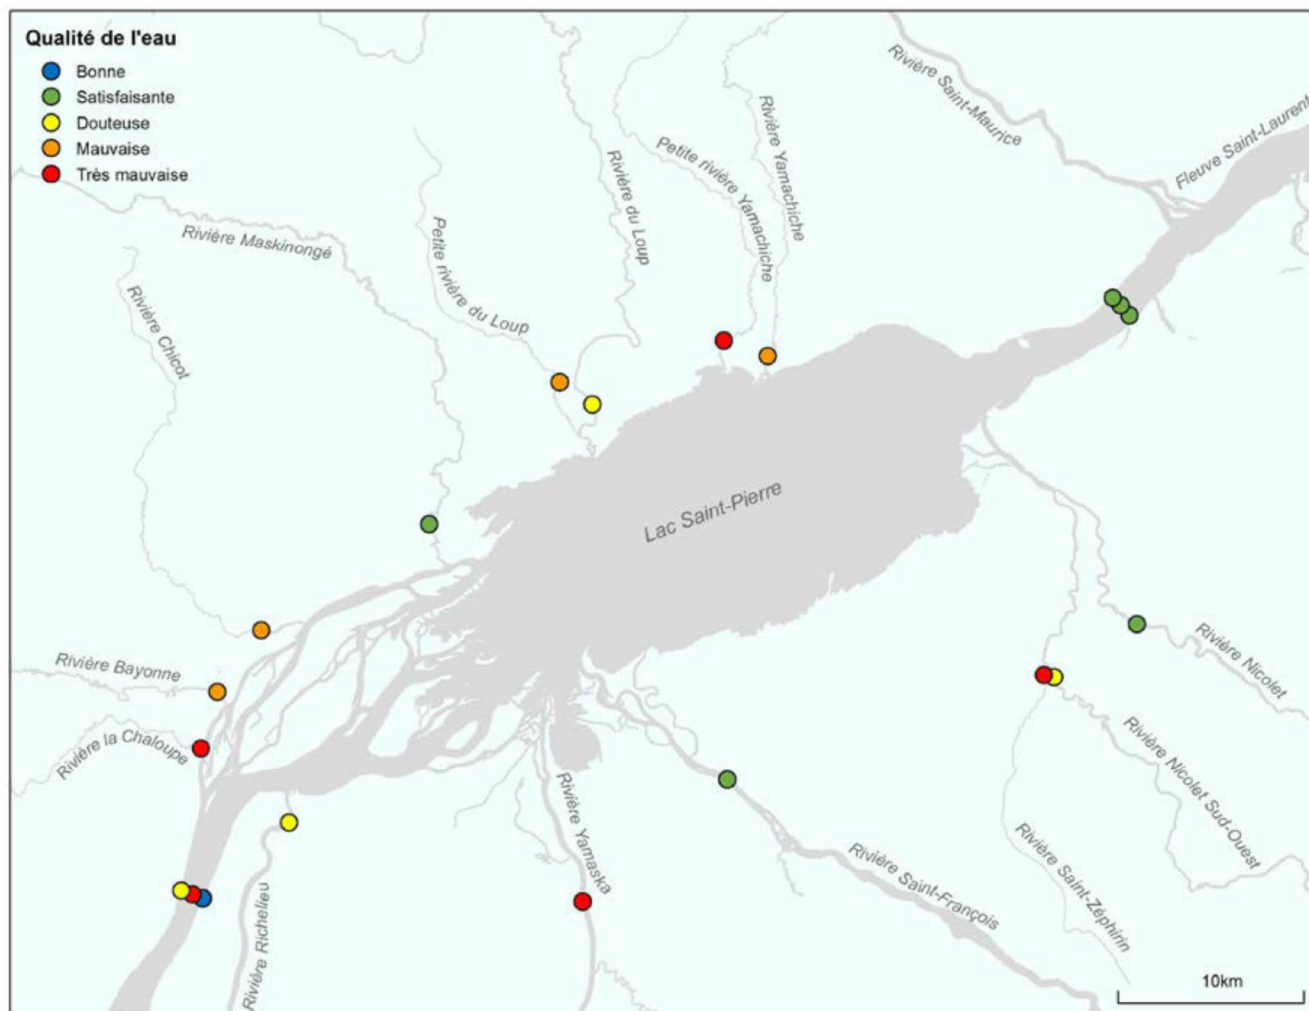 Qualité de l'eau
Bonne
Satisfaisante
Douteuse
Mauvaise
Très mauvaise
Rivière Saint-Maurice
Fleuve Saint-Laurent
Rivière Yamachiche
Petite rivière Yamachiche
Rivière du Loup
Rivière Maskinongé
Petite rivière du Loup
Rivière Chicot
Lac Saint-Pierre
Rivière Bayonne
Rivière la Chaloupe
Rivière Nicolet
Rivière Nicolet Sud-Ouest
Rivière Yamaska
Rivière Saint-François
Rivière Saint-Zéphirin
Rivière Richelieu
10km